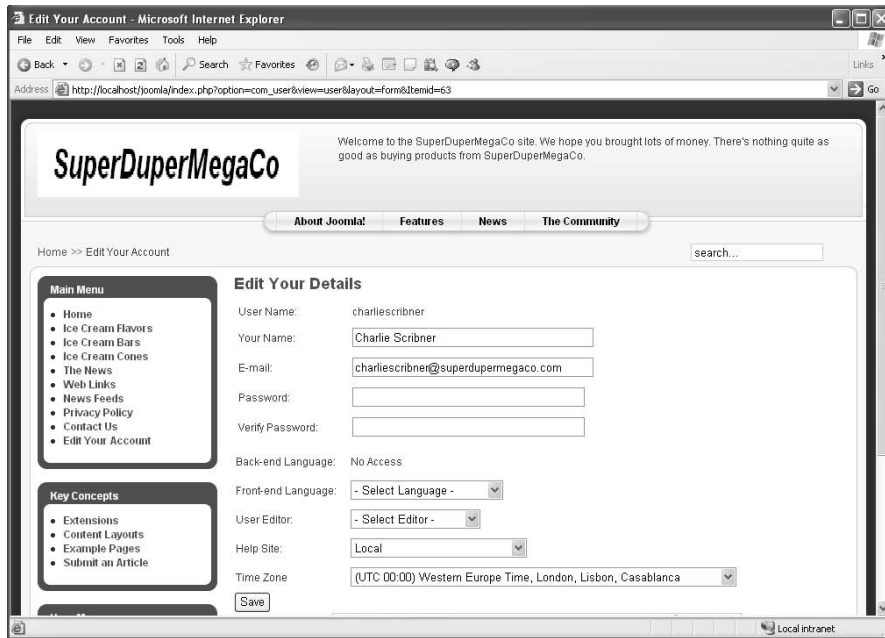 Edit Your Account - Microsoft Internet Explorer
File Edit View Favorites Tools Help
Back Search Favorites Links
Address http://localhost/joomla/index.php?option=com_user&view=user&layout=form&Itemid=63 Go
SuperDuperMegaCo
Welcome to the SuperDuperMegaCo site. We hope you brought lots of money. There's nothing quite as
good as buying products from SuperDuperMegaCo.
About Joomla! Features News The Community
Home >> Edit Your Account
search...
Main Menu
Home
Ice Cream Flavors
Ice Cream Bars
Ice Cream Cones
The News
Web Links
News Feeds
Privacy Policy
Contact Us
Edit Your Account
Key Concepts
Extensions
Content Layouts
Example Pages
Submit an Article
Edit Your Details
User Name: charliescribner
Your Name: Charlie Scribner
E-mail: charliescribner@superdupermegaco.com
Password:
Verify Password:
Back-end Language: No Access
Front-end Language: - Select Language -
User Editor: - Select Editor -
Help Site: Local
Time Zone (UTC 00:00) Western Europe Time, London, Lisbon, Casablanca
Save
Local intranet